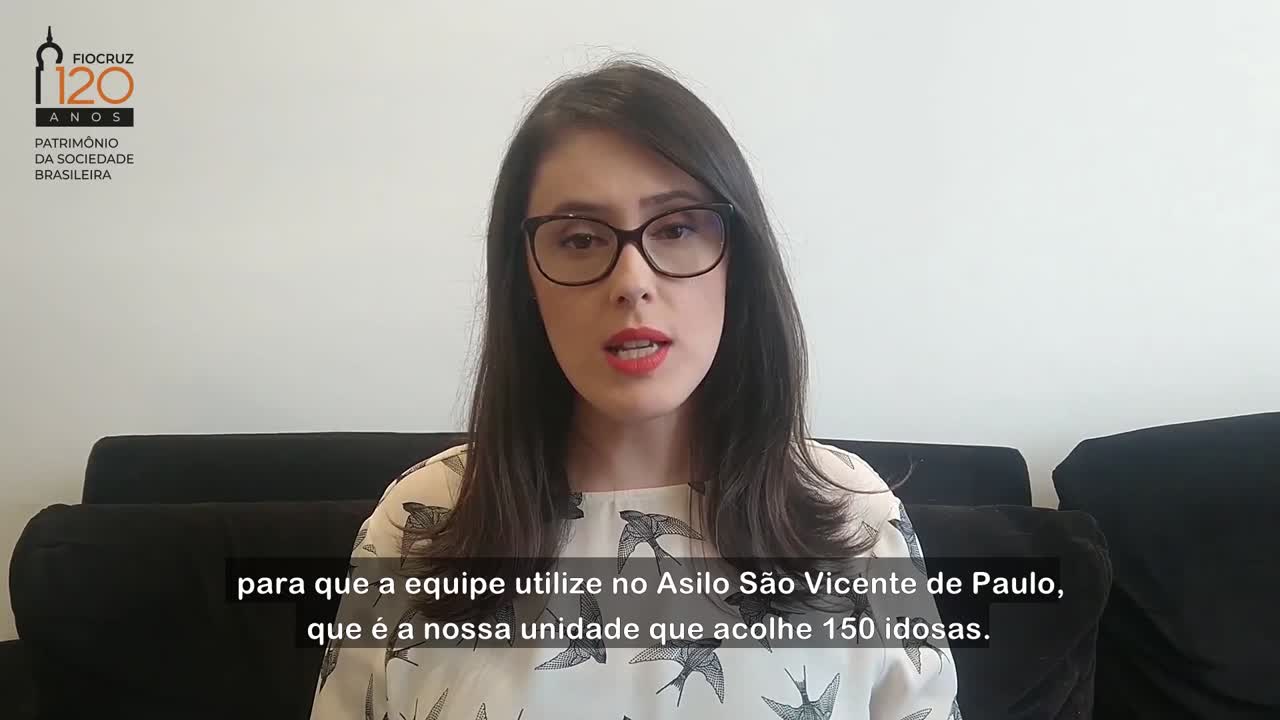 FIOCRUZ
120
ANOS
PATRIMÔNIO
DA SOCIEDADE
BRASILEIRA
para que a equipe utilize no Asilo São Vicente de Paulo,
que é a nossa unidade que acolhe 150 idosas.